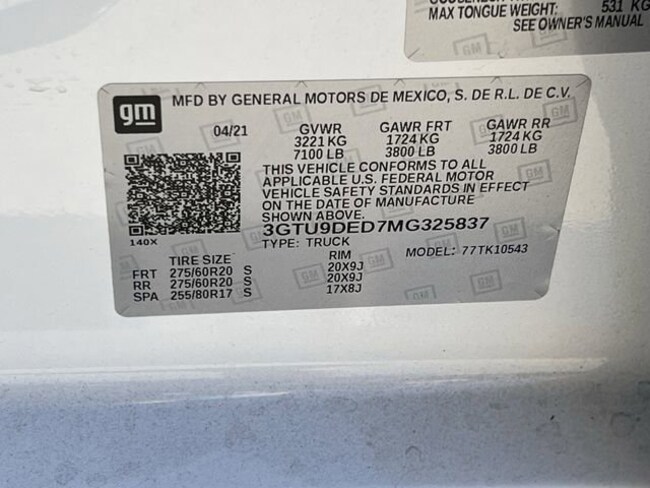 MAX TONGUE WEIGHT: 531 KG
SEE OWNER'S MANUAL
gm
MFD BY GENERAL MOTORS DE MEXICO, S. DE R.L. DE C.V.
04/21 GVWR GAWR FRT GAWR RR
3221 KG 1724 KG 1724 KG
7100 LB 3800 LB 3800 LB
THIS VEHICLE CONFORMS TO ALL
APPLICABLE U.S. FEDERAL MOTOR
VEHICLE SAFETY STANDARDS IN EFFECT
ON THE DATE OF MANUFACTURE
SHOWN ABOVE.
3GTU9DED7MG325837
140X
TYPE: TRUCK MODEL: 77TK10543
TIRE SIZE RIM
FRT 275/60R20 S 20X9J
RR 275/60R20 S 20X9J
SPA 255/80R17 S 17X8J